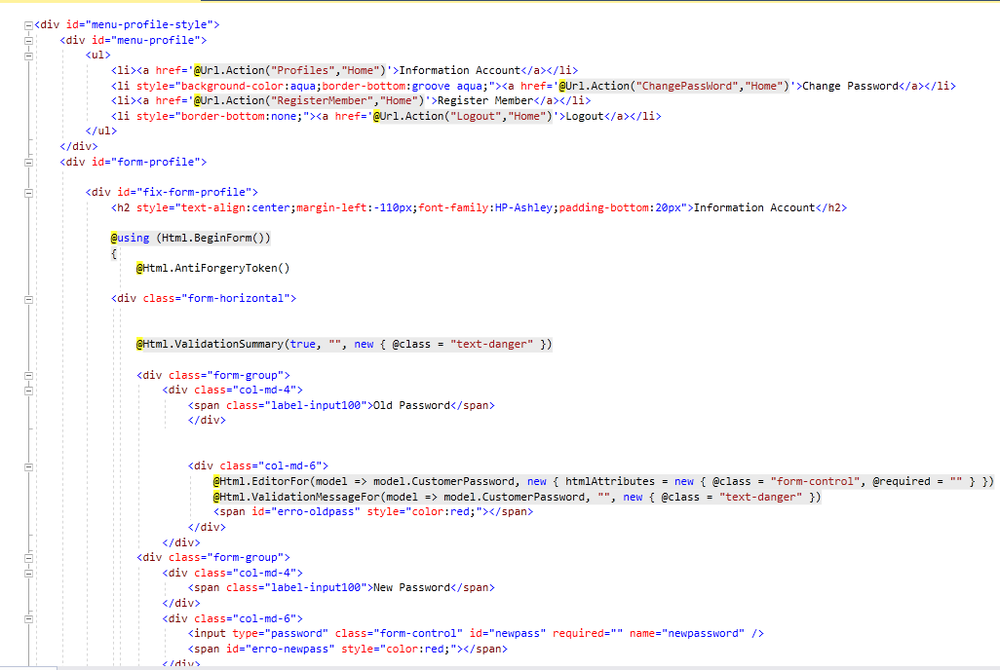 <div id="menu-profile-style">
<div id="menu-profile">
<ul>
<li><a href='@Url.Action("Profiles","Home")'>Information Account</a></li>
<li style="background-color:aqua;border-bottom:groove aqua;"><a href='@Url.Action("ChangePassWord","Home")'>Change Password</a></li>
<li><a href='@Url.Action("RegisterMember","Home")'>Register Member</a></li>
<li style="border-bottom:none;"><a href='@Url.Action("Logout","Home")'>Logout</a></li>
</ul>
</div>
<div id="form-profile">
<div id="fix-form-profile">
<h2 style="text-align:center;margin-left:-110px;font-family:HP-Ashley;padding-bottom:20px">Information Account</h2>
@using (Html.BeginForm())
{
@Html.AntiForgeryToken()
<div class="form-horizontal">
@Html.ValidationSummary(true, "", new { @class = "text-danger" })
<div class="form-group">
<div class="col-md-4">
<span class="label-input100">Old Password</span>
</div>
<div class="col-md-6">
@Html.EditorFor(model => model.CustomerPassword, new { htmlAttributes = new { @class = "form-control", @required = "" } })
@Html.ValidationMessageFor(model => model.CustomerPassword, "", new { @class = "text-danger" })
<span id="erro-oldpass" style="color:red;"></span>
</div>
</div>
<div class="form-group">
<div class="col-md-4">
<span class="label-input100">New Password</span>
</div>
<div class="col-md-6">
<input type="password" class="form-control" id="newpass" required="" name="newpassword" />
<span id="erro-newpass" style="color:red;"></span>
</div>